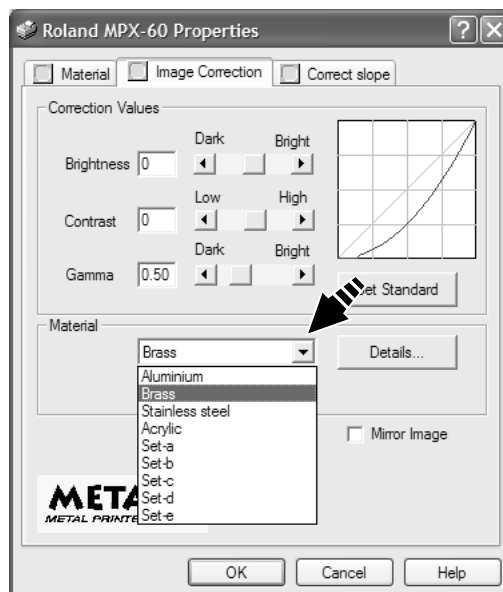 Roland MPX-60 Properties
Material Image Correction Correct slope
Correction Values
Dark Bright
Brightness 0
Low High
Contrast 0
Dark Bright
Gamma 0.50
Set Standard
Material
Brass Details...
Aluminium
Brass
Stainless steel
Acrylic
Set-a
Set-b
Set-c
Set-d
Set-e
Mirror Image
META
METAL PRINTE
OK Cancel Help